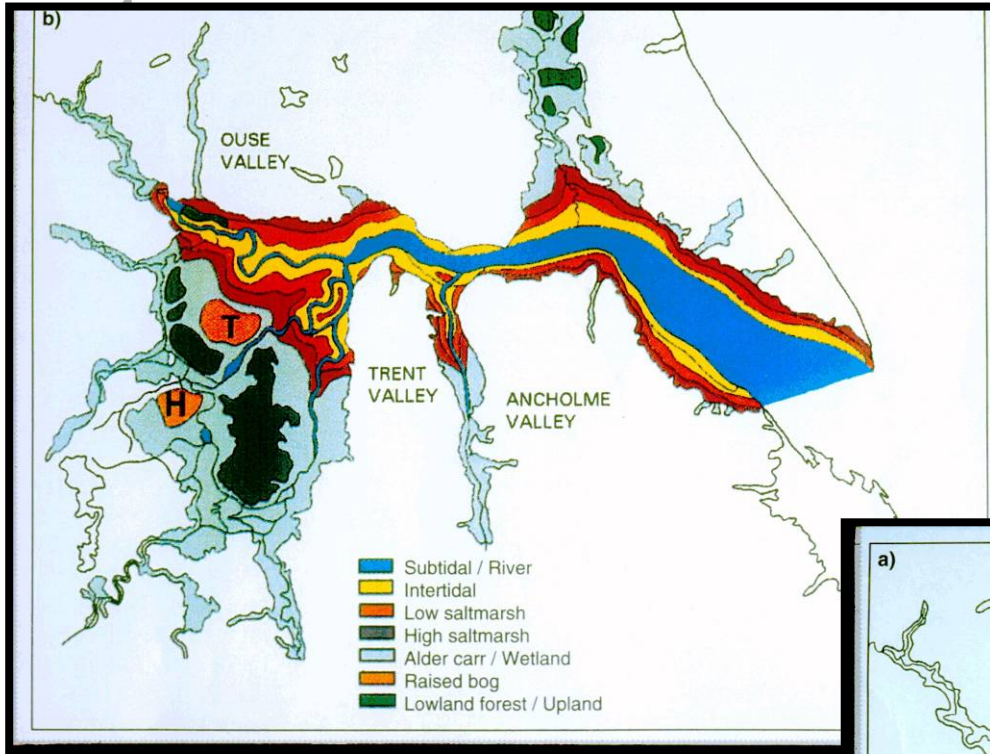 b)
OUSE
VALLEY
T
H
TRENT
VALLEY
ANCHOLME
VALLEY
Subtidal / River
Intertidal
Low saltmarsh
High saltmarsh
Alder carr / Wetland
Raised bog
Lowland forest / Upland
a)